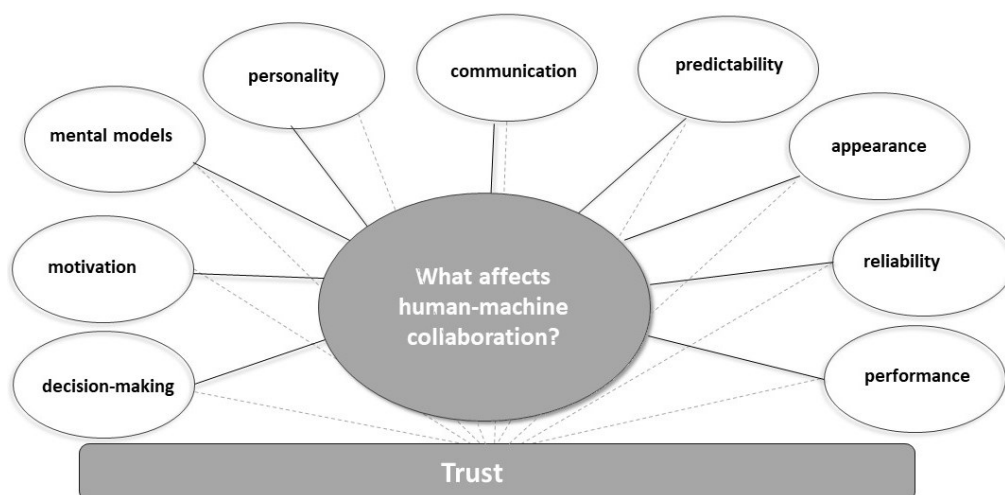 communication
predictability
personality
mental models
appearance
motivation
What affects
human-machine
collaboration?
reliability
decision-making
performance
Trust